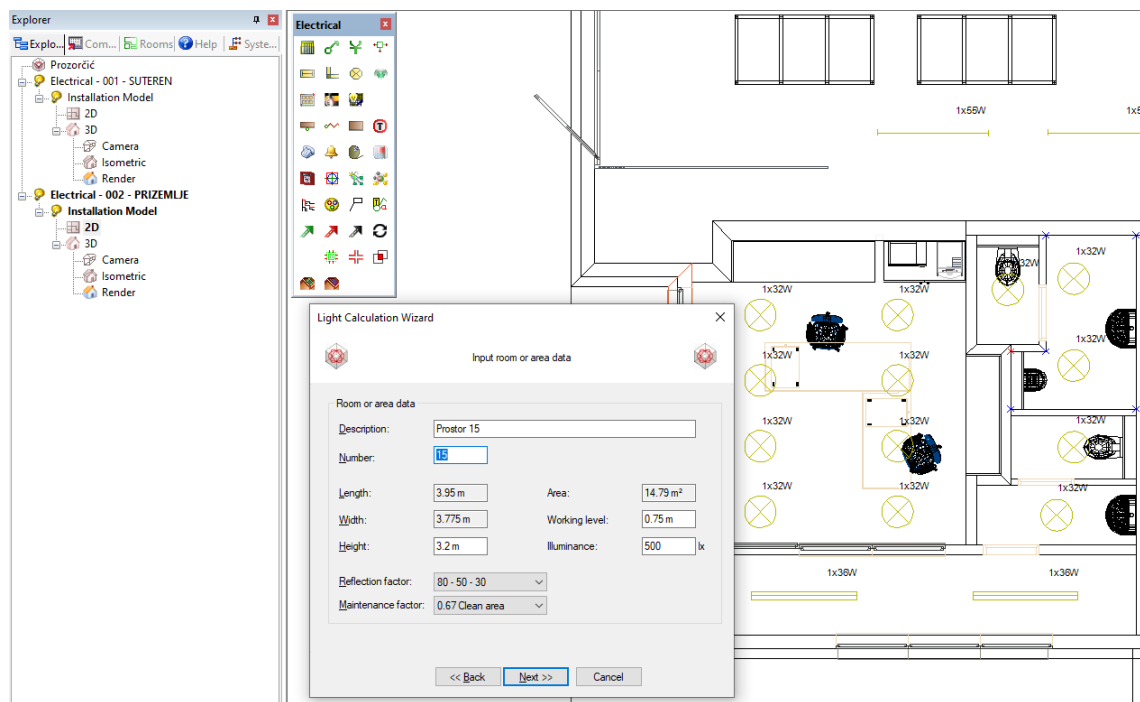 Explorer
Explo...
Com...
Rooms
Help
Syste...
Prozorčić
Electrical - 001 - SUTEREN
Installation Model
2D
3D
Camera
Isometric
Render
Electrical - 002 - PRIZEMLJE
Installation Model
2D
3D
Camera
Isometric
Render
Electrical
Light Calculation Wizard
Input room or area data
Room or area data
Description: Prostor 15
Number: 15
Length: 3.95 m Area: 14.79 m²
Width: 3.775 m Working level: 0.75 m
Height: 3.2 m Illuminance: 500 lx
Reflection factor: 80 - 50 - 30
Maintenance factor: 0.67 Clean area
<< Back Next >> Cancel
1x55W
1x32W
1x32W
1x32W 1x32W
1x32W
1x32W 1x32W
1x32W 1x32W 1x32W
1x32W 1x32W 1x32W
1x36W 1x36W